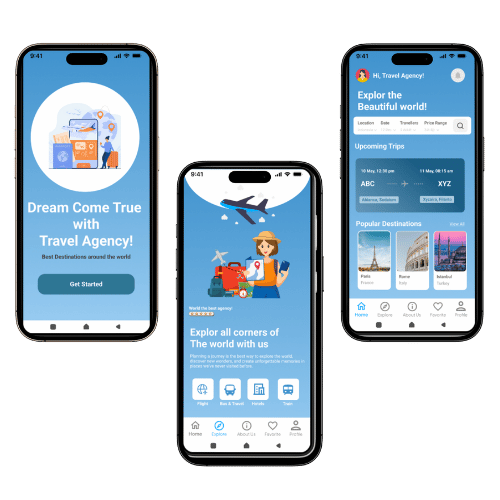 9:41
Dream Come True
with
Travel Agency!
Best Destinations around the world
Get Started
9:41
World the best agency!
Explor all corners of
The world with us
Planning a journey is the best way to explore the world,
discover new wonders, and create unforgettable memories in
places we've never visited before.
Flight
Bus & Travel
Hotels
Train
Home
Explore
About Us
Favorite
Profile
9:41
Hi, Travel Agency!
Explor the
Beautiful world!
Location Date Travellers Price Range
Upcoming Trips
10 May, 12:30 pm 11 May, 08:15 am
ABC XYZ
Popular Destinations
View All
Paris
France
Rome
Italy
Istanbul
Turkey
Home
Explore
About Us
Favorite
Profile